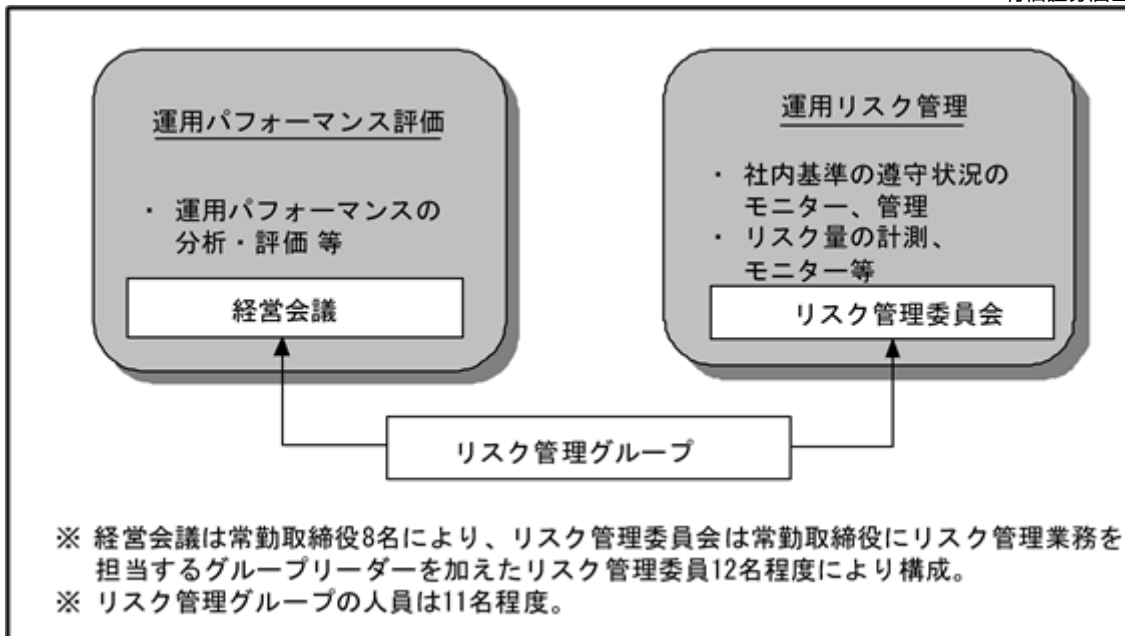 運用パフォーマンス評価
・ 運用パフォーマンスの
分析・評価 等
経営会議
運用リスク管理
・ 社内基準の遵守状況の
モニター、管理
・ リスク量の計測、
モニター等
リスク管理委員会
リスク管理グループ
※ 経営会議は常勤取締役8名により、リスク管理委員会は常勤取締役にリスク管理業務を
担当するグループリーダーを加えたリスク管理委員12名程度により構成。
※ リスク管理グループの人員は11名程度。